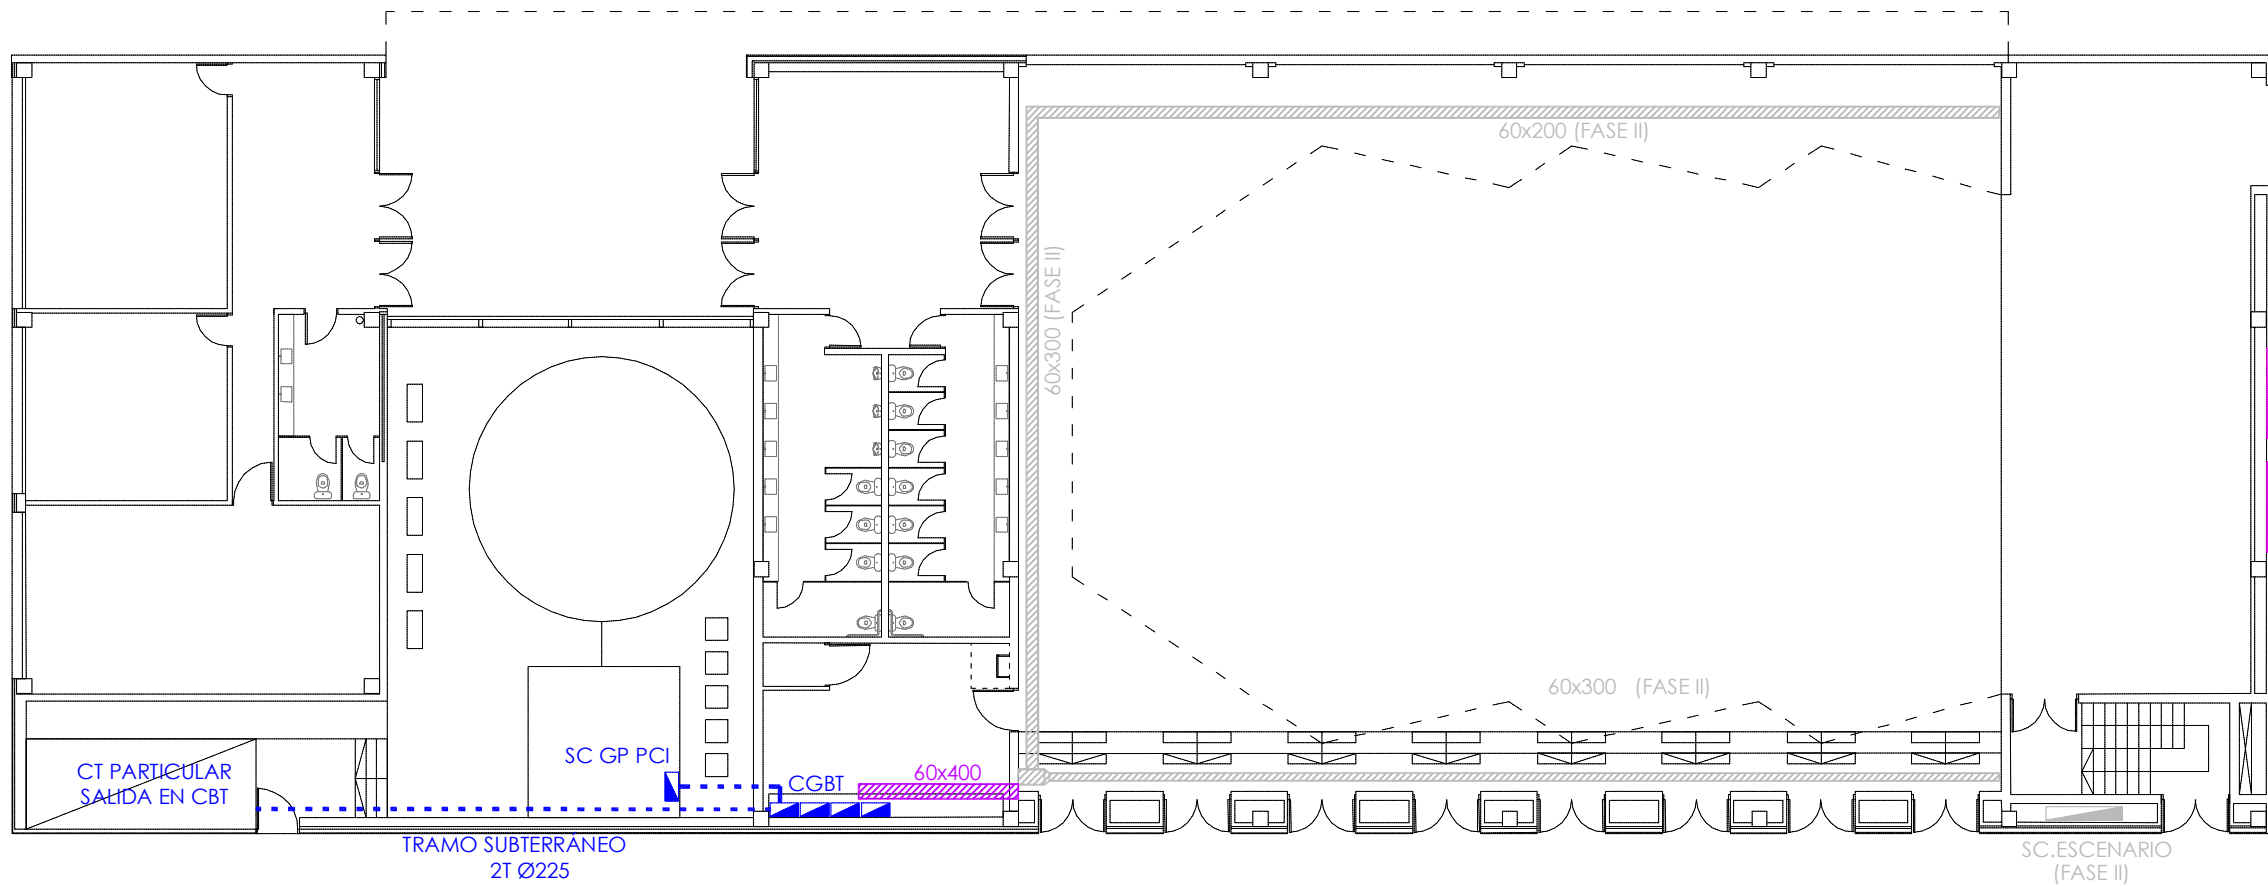 60x200 (FASE II)
60x300 (FASE II)
60x300 (FASE II)
SC GP PCI
CT PARTICULAR
SALIDA EN CBT
CGBT
60x400
TRAMO SUBTERRÁNEO
2T Ø225
SC.ESCENARIO
(FASE II)